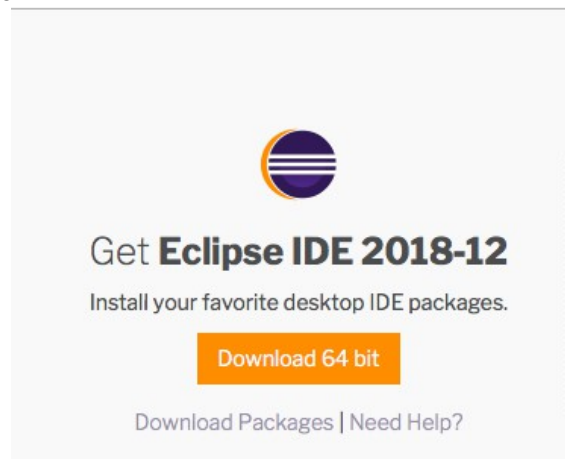 Get Eclipse IDE 2018-12
Install your favorite desktop IDE packages.
Download 64 bit
Download Packages | Need Help?